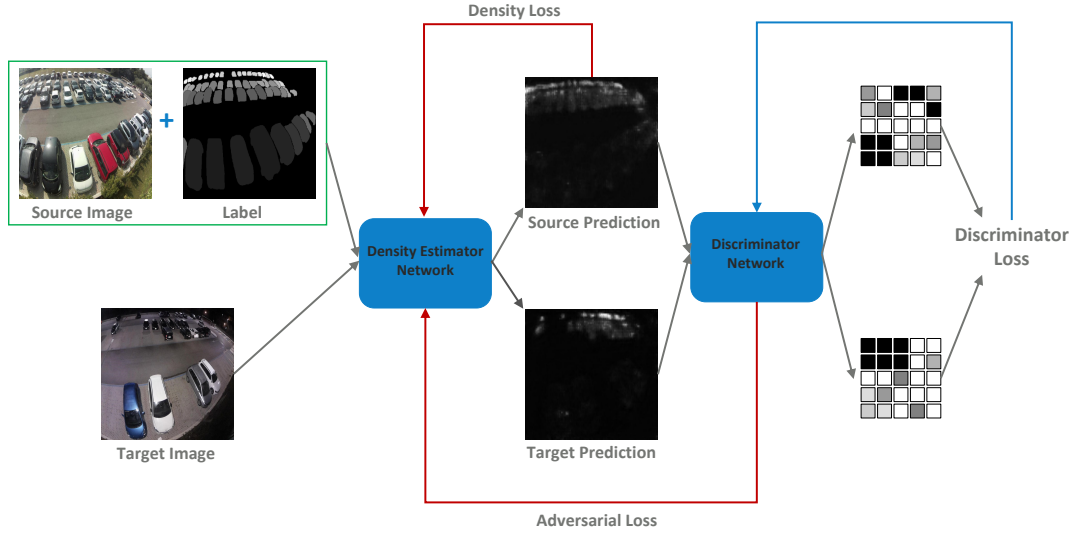 Density Loss
+
Source Image
Label
Source Prediction
Density Estimator
Network
Discriminator
Network
Discriminator
Loss
Target Image
Target Prediction
Adversarial Loss